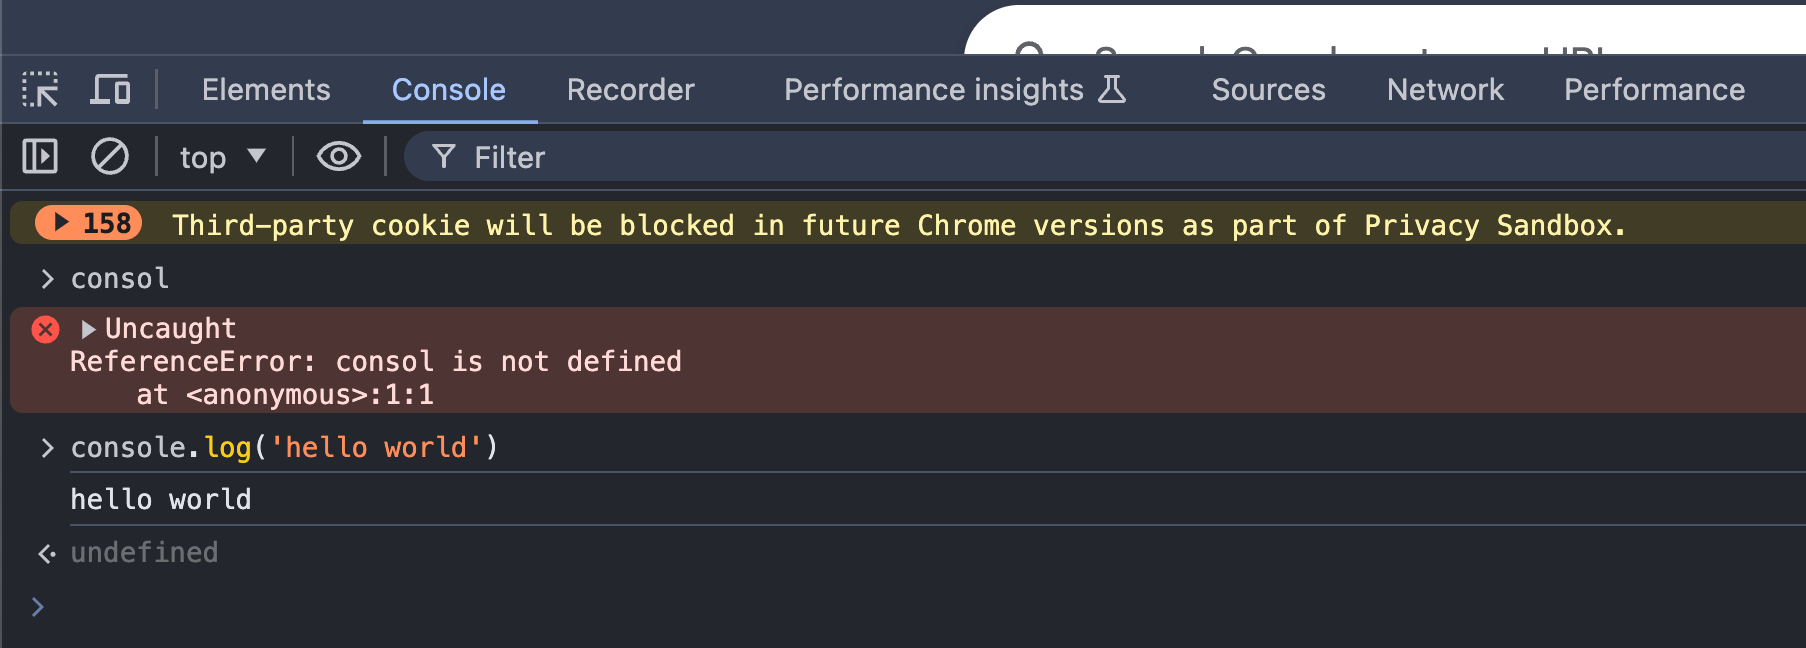 Elements Console Recorder Performance insights Sources Network Performance
top Filter
158 Third-party cookie will be blocked in future Chrome versions as part of Privacy Sandbox.
> consol
Uncaught
ReferenceError: consol is not defined
at <anonymous>:1:1
> console.log('hello world')
hello world
undefined
>